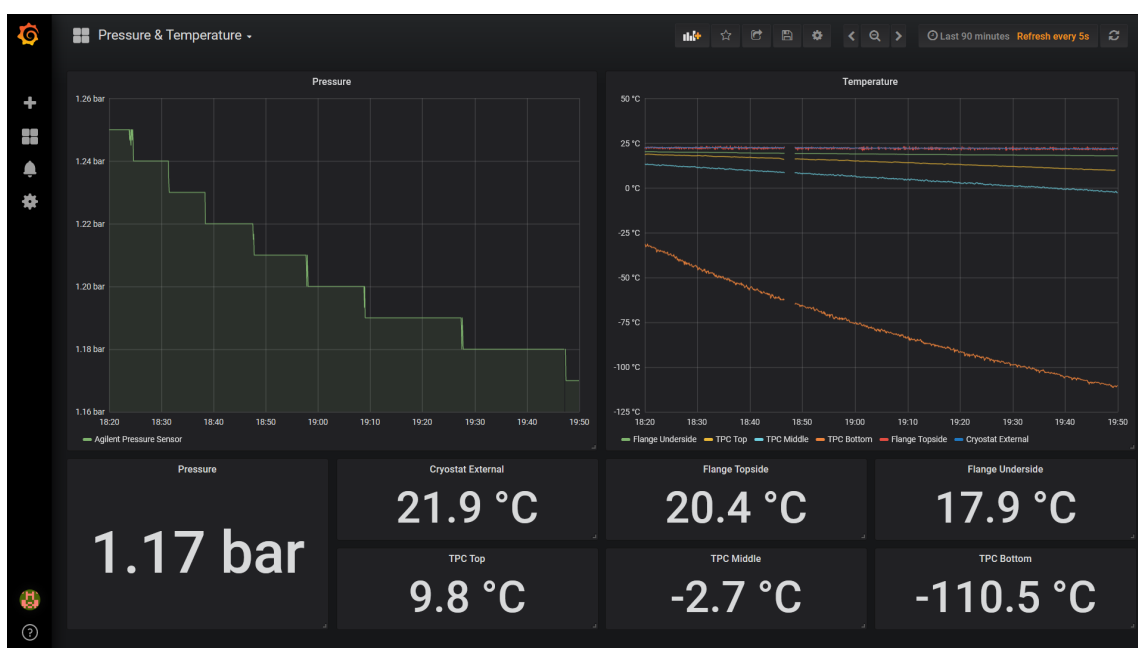 Pressure & Temperature
Last 90 minutes Refresh every 5s
Pressure
1.26 bar
1.24 bar
1.22 bar
1.20 bar
1.18 bar
1.16 bar
18:20 18:30 18:40 18:50 19:00 19:10 19:20 19:30 19:40 19:50
Agilent Pressure Sensor
Temperature
50 °C
25 °C
0 °C
-25 °C
-50 °C
-75 °C
-100 °C
-125 °C
18:20 18:30 18:40 18:50 19:00 19:10 19:20 19:30 19:40 19:50
Flange Underside TPC Top TPC Middle TPC Bottom Flange Topside Cryostat External
Pressure
1.17 bar
Cryostat External
21.9 °C
Flange Topside
20.4 °C
Flange Underside
17.9 °C
TPC Top
9.8 °C
TPC Middle
-2.7 °C
TPC Bottom
-110.5 °C